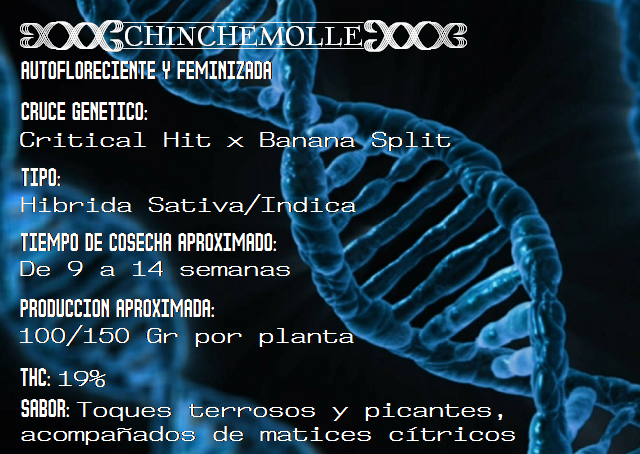 CHINCHEMOLLE
AUTOFLORECIENTE Y FEMINIZADA
CRUCE GENETICO:
Critical Hit x Banana Split
TIPO:
Hibrida Sativa/Indica
TIEMPO DE COSECHA APROXIMADO:
De 9 a 14 semanas
PRODUCCION APROXIMADA:
100/150 Gr por planta
THC: 19%
SABOR: Toques terrosos y picantes,
acompañados de matices cítricos